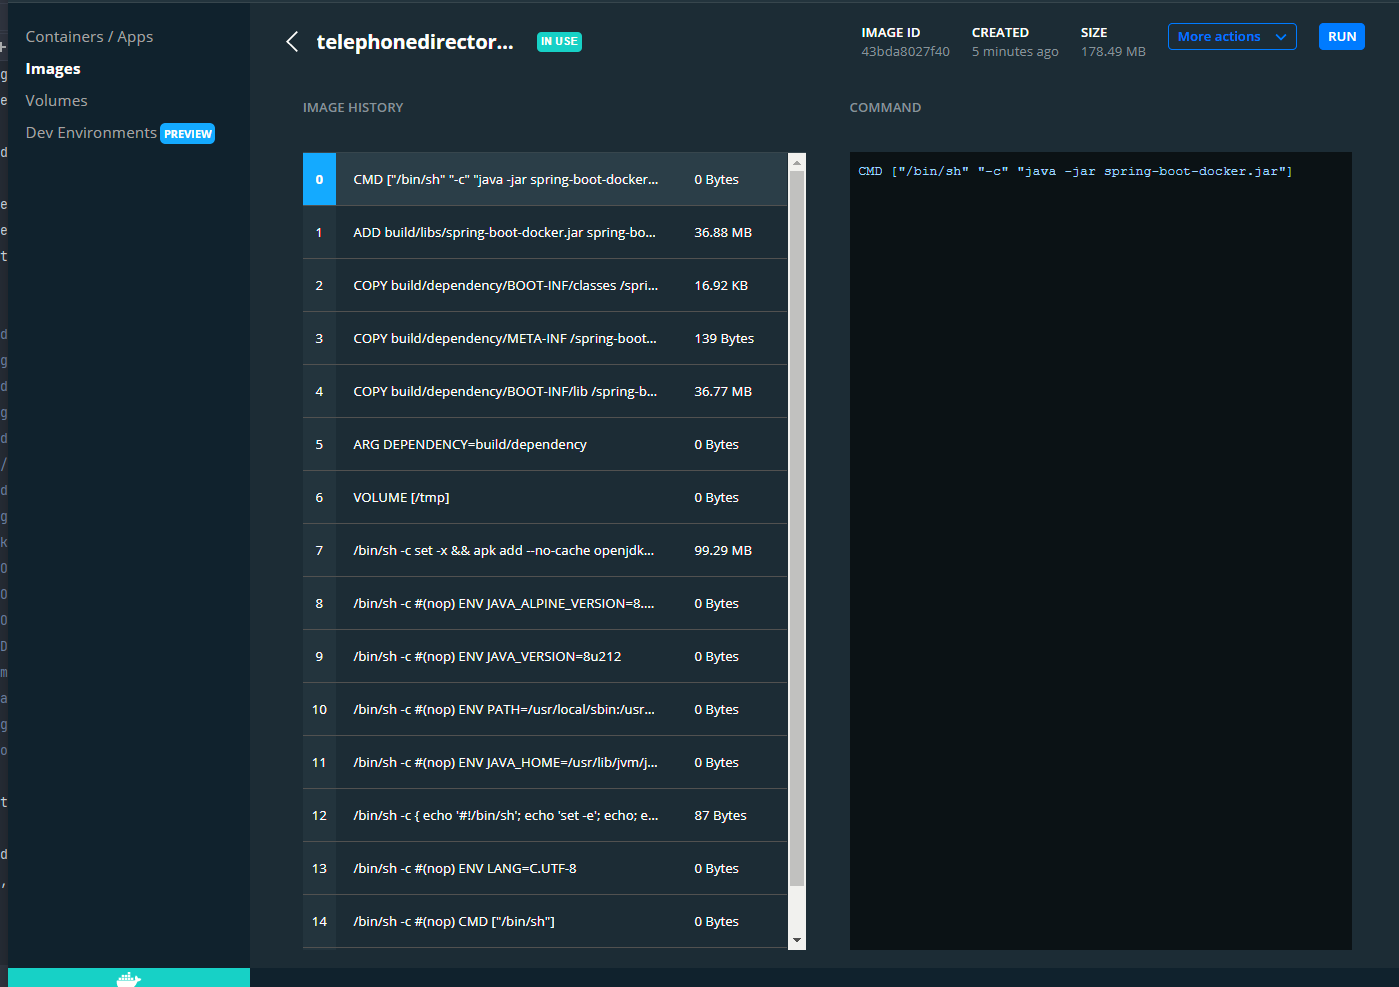 Containers / Apps
Images
Volumes
Dev Environments PREVIEW
telephonedirector... IN USE
IMAGE ID
43bda8027f40
CREATED
5 minutes ago
SIZE
178.49 MB
More actions
RUN
IMAGE HISTORY
COMMAND
0 CMD ["/bin/sh" "-c" "java -jar spring-boot-docker... 0 Bytes
1 ADD build/libs/spring-boot-docker.jar spring-bo... 36.88 MB
2 COPY build/dependency/BOOT-INF/classes /spri... 16.92 KB
3 COPY build/dependency/META-INF /spring-boot... 139 Bytes
4 COPY build/dependency/BOOT-INF/lib /spring-b... 36.77 MB
5 ARG DEPENDENCY=build/dependency 0 Bytes
6 VOLUME [/tmp] 0 Bytes
7 /bin/sh -c set -x && apk add --no-cache openjdk... 99.29 MB
8 /bin/sh -c #(nop) ENV JAVA_ALPINE_VERSION=8.... 0 Bytes
9 /bin/sh -c #(nop) ENV JAVA_VERSION=8u212 0 Bytes
10 /bin/sh -c #(nop) ENV PATH=/usr/local/sbin:/usr... 0 Bytes
11 /bin/sh -c #(nop) ENV JAVA_HOME=/usr/lib/jvm/j... 0 Bytes
12 /bin/sh -c { echo '#!/bin/sh'; echo 'set -e'; echo; e... 87 Bytes
13 /bin/sh -c #(nop) ENV LANG=C.UTF-8 0 Bytes
14 /bin/sh -c #(nop) CMD ["/bin/sh"] 0 Bytes
CMD ["/bin/sh" "-c" "java -jar spring-boot-docker.jar"]